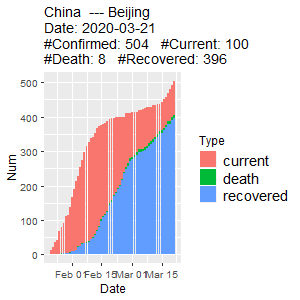 China  --- Beijing
Date: 2020-03-21
#Confirmed: 504   #Current: 100
#Death: 8   #Recovered: 396
500
400
300
200
100
0
Num
Feb 01
Feb 15
Mar 01
Mar 15
Date
Type
current
death
recovered